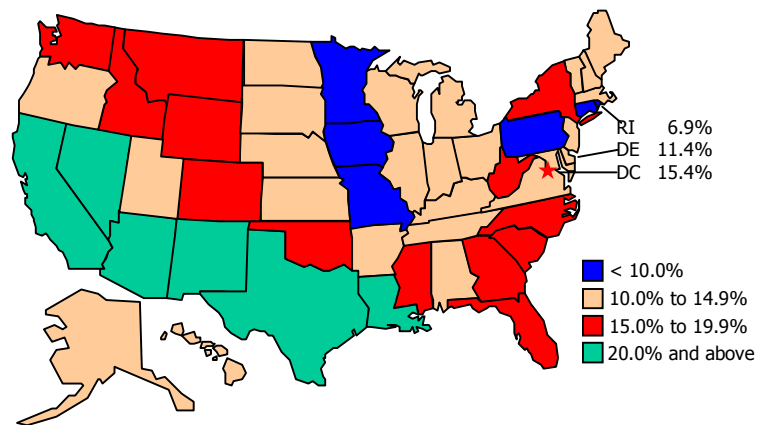 RI 6.9%
DE 11.4%
DC 15.4%
< 10.0%
10.0% to 14.9%
15.0% to 19.9%
20.0% and above